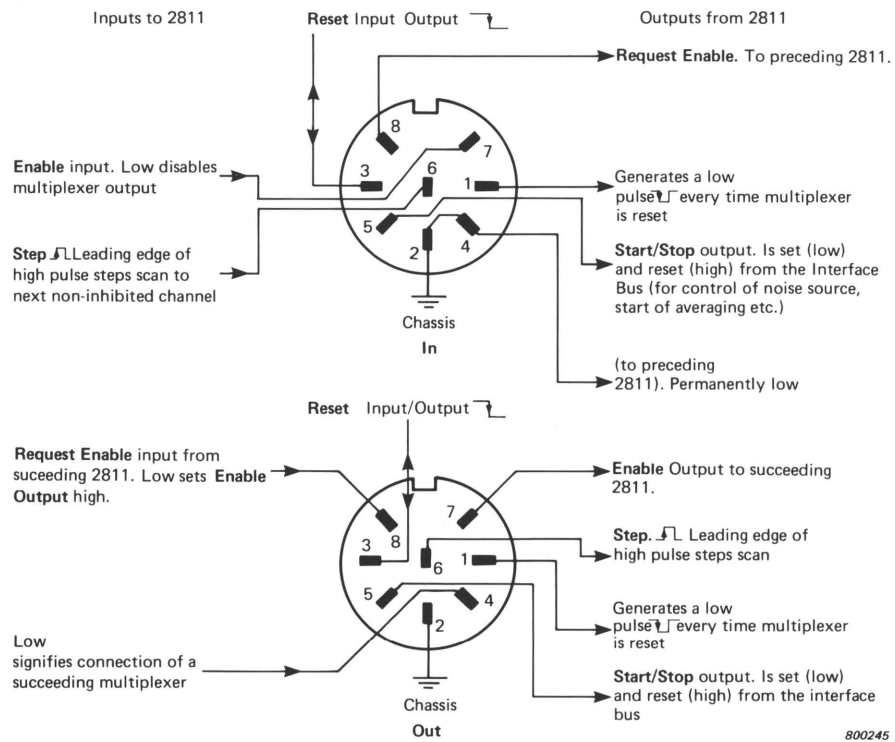 Inputs to 2811
Reset Input Output
Outputs from 2811
Request Enable. To preceding 2811.
8
7
3
6
1
5
2
4
Enable input. Low disables
multiplexer output
Step Leading edge of
high pulse steps scan to
next non-inhibited channel
Generates a low
pulse every time multiplexer
is reset
Start/Stop output. Is set (low)
and reset (high) from the Interface
Bus (for control of noise source,
start of averaging etc.)
Chassis
In
(to preceding
2811). Permanently low
Reset Input/Output
Request Enable input from
suceeding 2811. Low sets Enable
Output high.
Enable Output to succeeding
2811.
7
8
3
6
1
5
4
2
Step. Leading edge of
high pulse steps scan
Generates a low
pulse every time multiplexer
is reset
Low
signifies connection of a
succeeding multiplexer
Start/Stop output. Is set (low)
and reset (high) from the interface
bus
Chassis
Out
800245